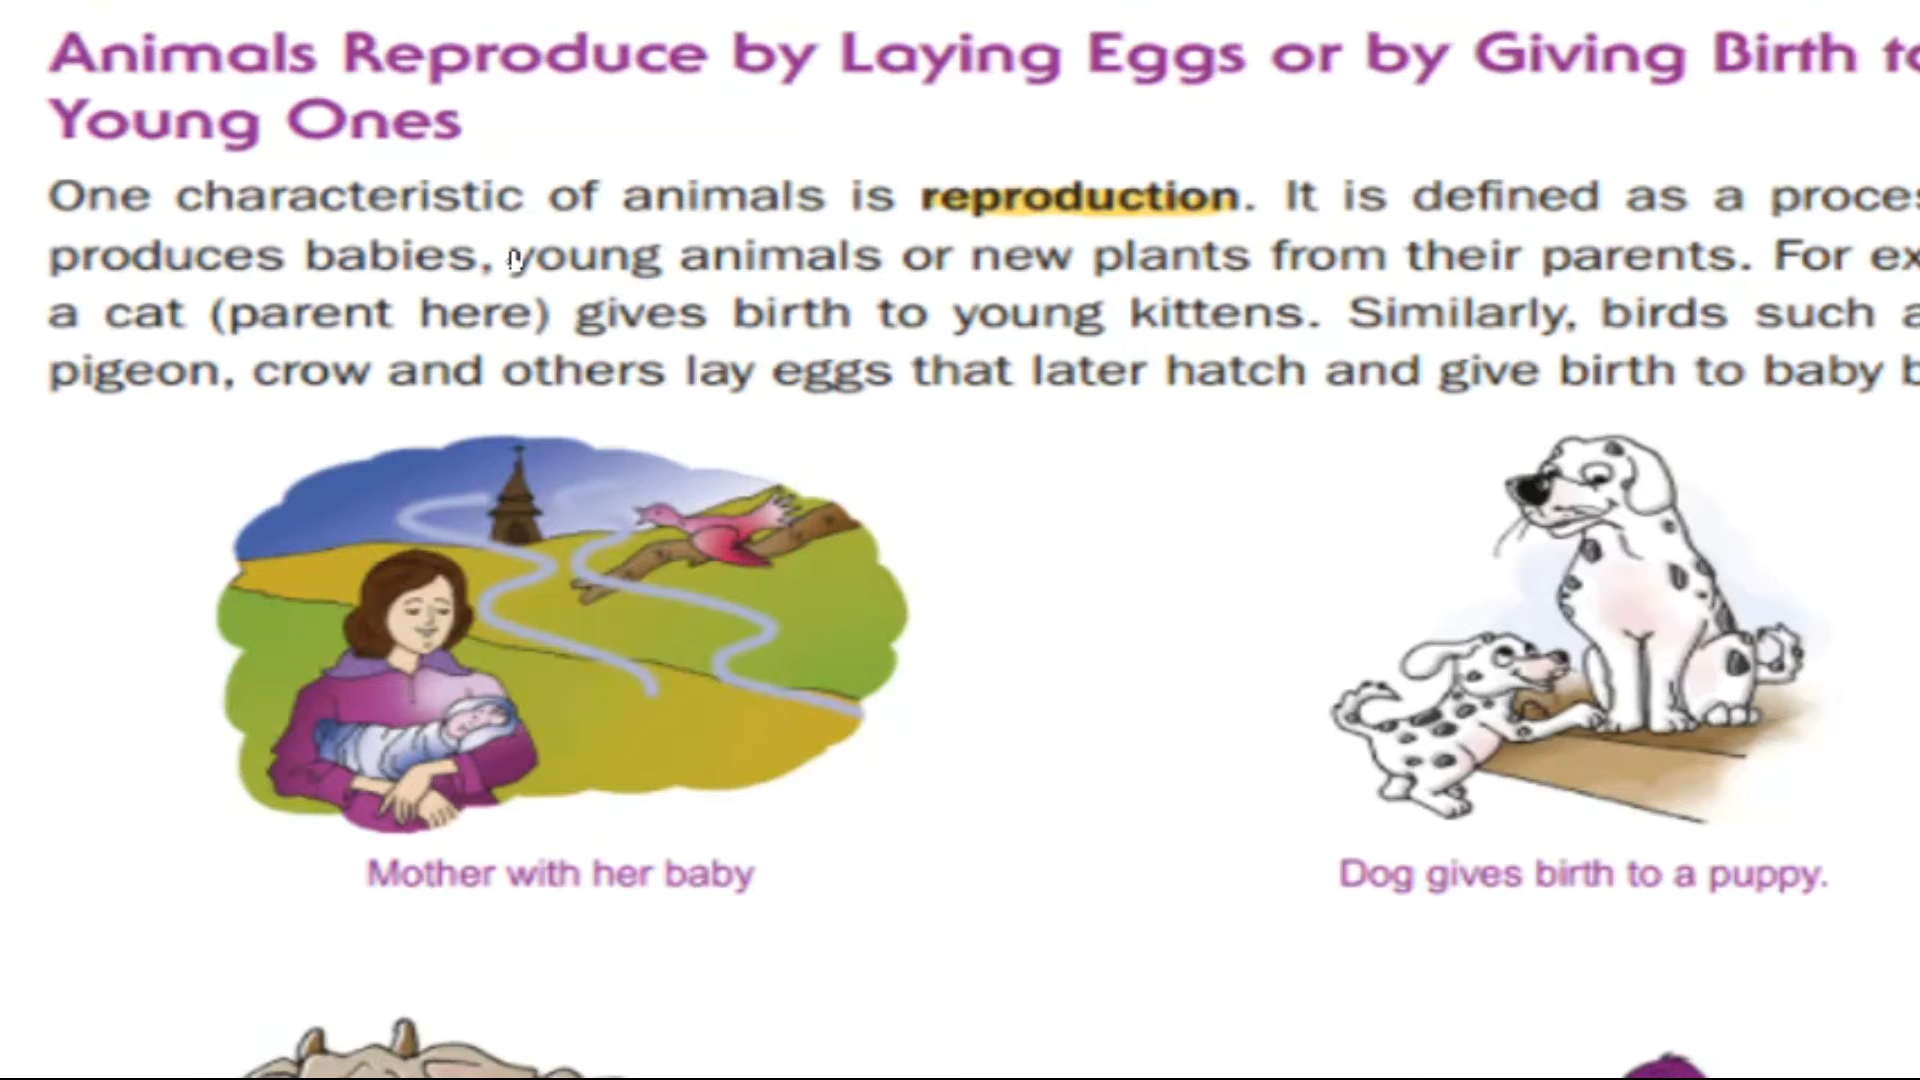 Animals Reproduce by Laying Eggs or by Giving Birth to
Young Ones
One characteristic of animals is reproduction. It is defined as a proces
produces babies, young animals or new plants from their parents. For ex
a cat (parent here) gives birth to young kittens. Similarly, birds such a
pigeon, crow and others lay eggs that later hatch and give birth to baby b
Mother with her baby
Dog gives birth to a puppy.